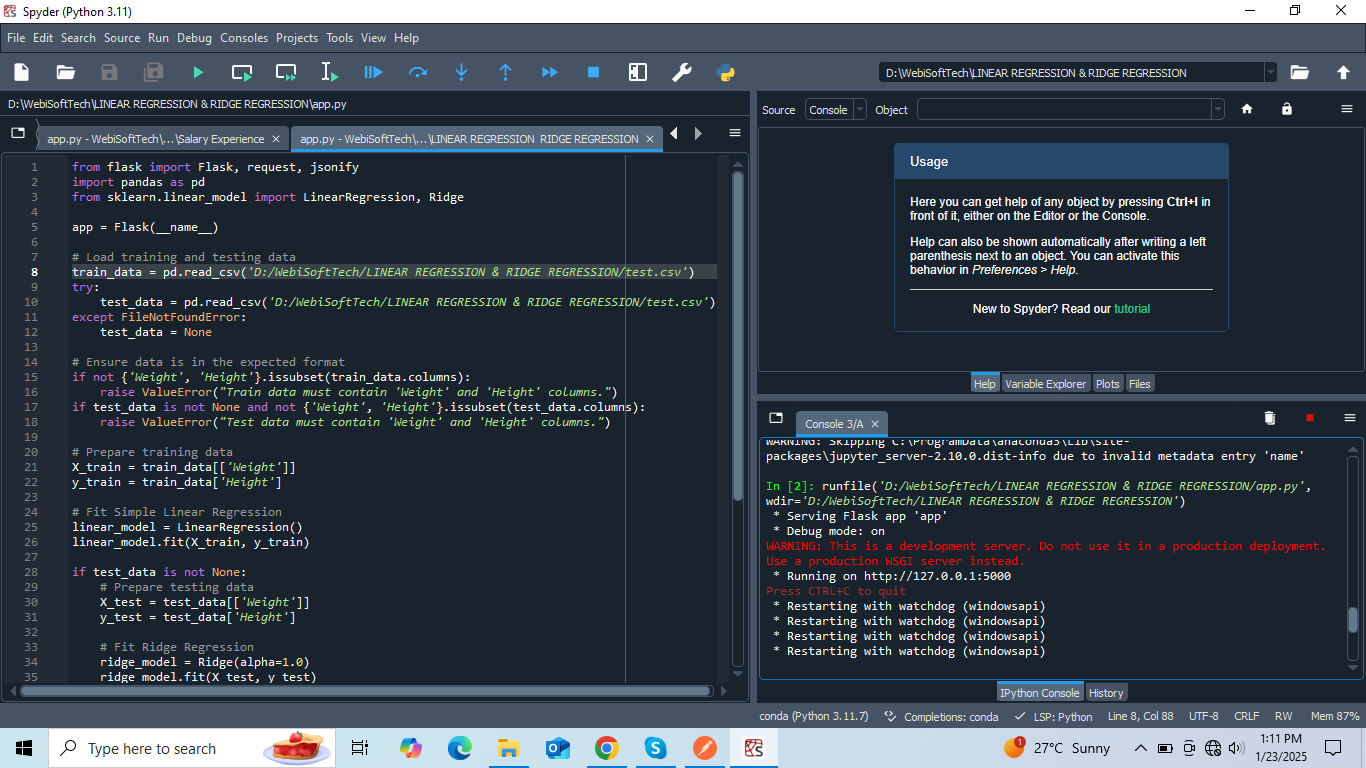 Spyder (Python 3.11)
File Edit Search Source Run Debug Consoles Projects Tools View Help
D:\WebiSoftTech\LINEAR REGRESSION & RIDGE REGRESSION
D:\WebiSoftTech\LINEAR REGRESSION & RIDGE REGRESSION\app.py
app.py - WebiSoftTech\...\Salary Experience
app.py - WebiSoftTech\...\LINEAR REGRESSION  RIDGE REGRESSION
1 from flask import Flask, request, jsonify
2 import pandas as pd
3 from sklearn.linear_model import LinearRegression, Ridge
4
5 app = Flask(__name__)
6
7 # Load training and testing data
8 train_data = pd.read_csv('D:/WebiSoftTech/LINEAR REGRESSION & RIDGE REGRESSION/test.csv')
9 try:
10     test_data = pd.read_csv('D:/WebiSoftTech/LINEAR REGRESSION & RIDGE REGRESSION/test.csv')
11 except FileNotFoundError:
12     test_data = None
13
14 # Ensure data is in the expected format
15 if not {'Weight', 'Height'}.issubset(train_data.columns):
16     raise ValueError("Train data must contain 'Weight' and 'Height' columns.")
17 if test_data is not None and not {'Weight', 'Height'}.issubset(test_data.columns):
18     raise ValueError("Test data must contain 'Weight' and 'Height' columns.")
19
20 # Prepare training data
21 X_train = train_data[['Weight']]
22 y_train = train_data['Height']
23
24 # Fit Simple Linear Regression
25 linear_model = LinearRegression()
26 linear_model.fit(X_train, y_train)
27
28 if test_data is not None:
29     # Prepare testing data
30     X_test = test_data[['Weight']]
31     y_test = test_data['Height']
32
33     # Fit Ridge Regression
34     ridge_model = Ridge(alpha=1.0)
35     ridge_model.fit(X_test, y_test)
Source Console Object
Usage
Here you can get help of any object by pressing Ctrl+I in
front of it, either on the Editor or the Console.
Help can also be shown automatically after writing a left
parenthesis next to an object. You can activate this
behavior in Preferences > Help.
New to Spyder? Read our tutorial
Help Variable Explorer Plots Files
Console 3/A
WARNING: Skipping C:\ProgramData\anaconda3\Lib\site-
packages\jupyter_server-2.10.0.dist-info due to invalid metadata entry 'name'
In [2]: runfile('D:/WebiSoftTech/LINEAR REGRESSION & RIDGE REGRESSION/app.py',
wdir='D:/WebiSoftTech/LINEAR REGRESSION & RIDGE REGRESSION')
* Serving Flask app 'app'
* Debug mode: on
WARNING: This is a development server. Do not use it in a production deployment.
Use a production WSGI server instead.
* Running on http://127.0.0.1:5000
Press CTRL+C to quit
* Restarting with watchdog (windowsapi)
* Restarting with watchdog (windowsapi)
* Restarting with watchdog (windowsapi)
* Restarting with watchdog (windowsapi)
IPython Console History
conda (Python 3.11.7) Completions: conda LSP: Python Line 8, Col 88 UTF-8 CRLF RW Mem 87%
Type here to search
1
27°C Sunny
1:11 PM
1/23/2025